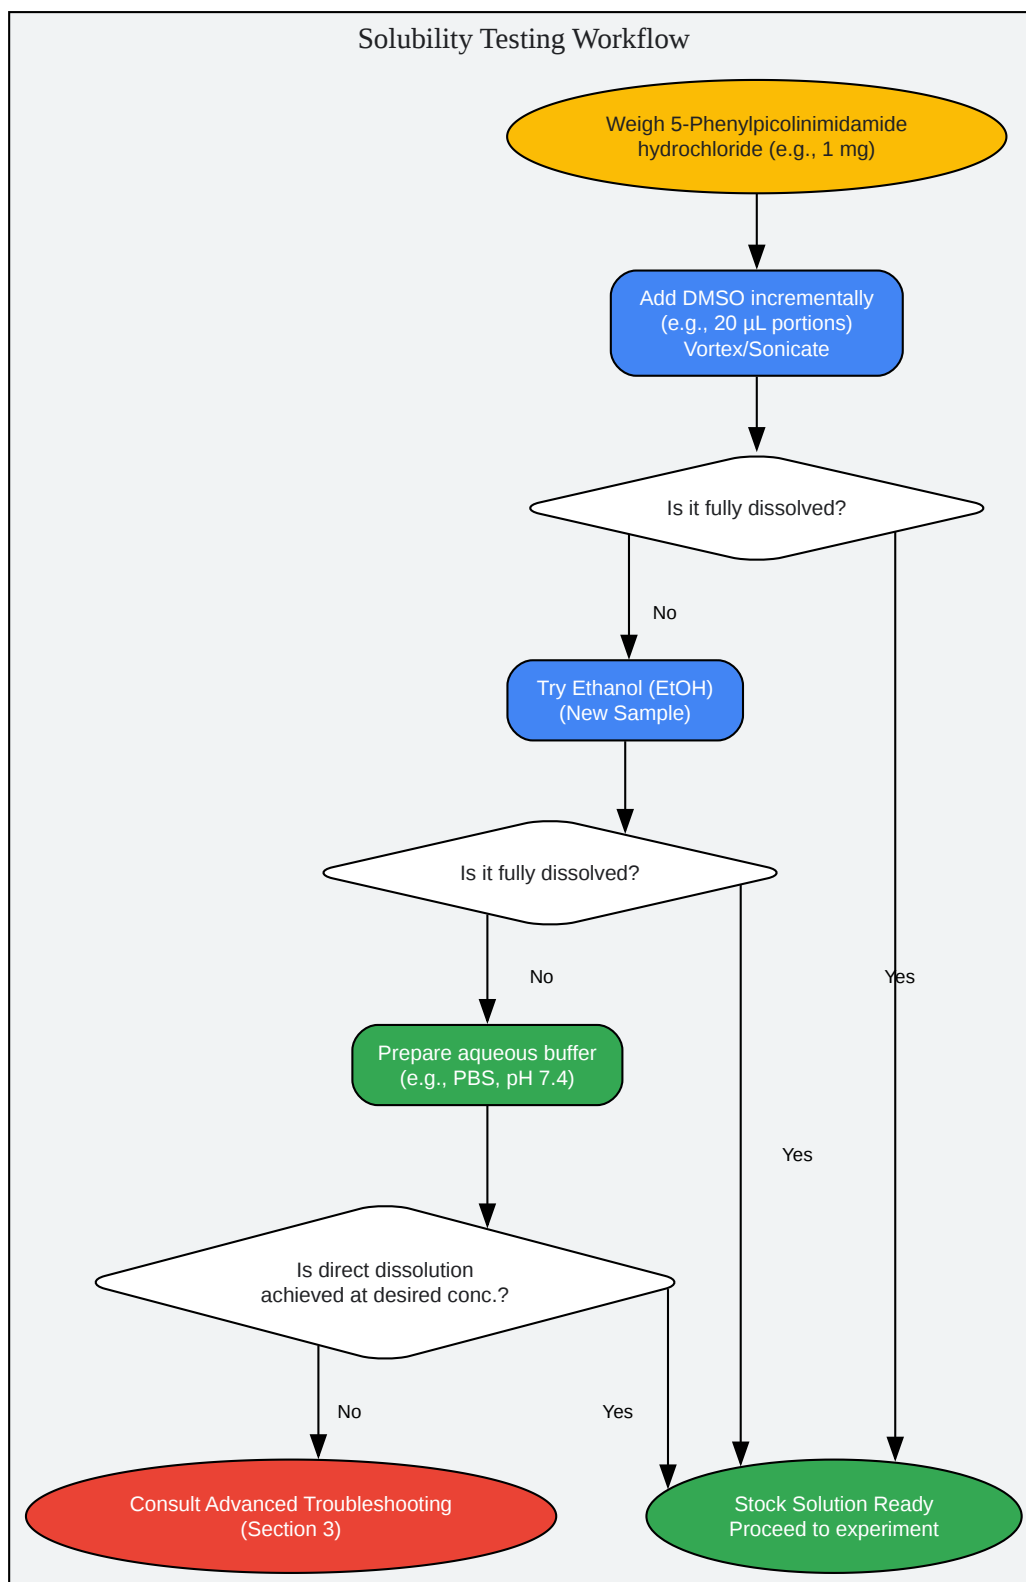 Solubility Testing Workflow
Weigh 5-Phenylpicolinimidamide
hydrochloride (e.g., 1 mg)
Add DMSO incrementally
(e.g., 20 µL portions)
Vortex/Sonicate
Is it fully dissolved?
No
Try Ethanol (EtOH)
(New Sample)
Is it fully dissolved?
No
Yes
Prepare aqueous buffer
(e.g., PBS, pH 7.4)
Yes
Is direct dissolution
achieved at desired conc.?
No
Yes
Consult Advanced Troubleshooting
(Section 3)
Stock Solution Ready
Proceed to experiment